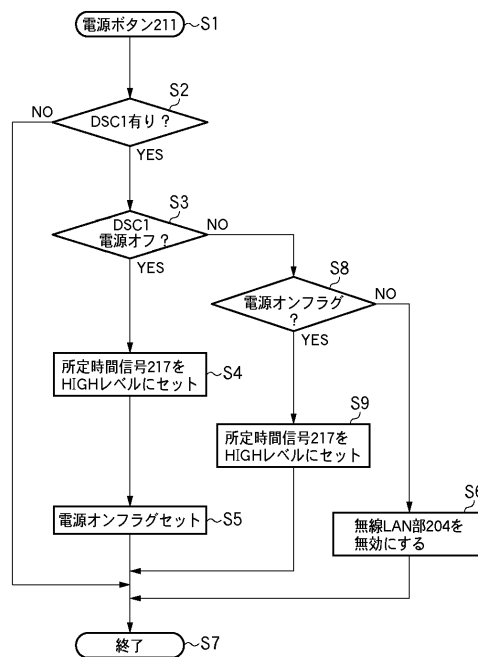 電源ボタン211
S1
S2
NO
DSC1有り？
YES
S3
DSC1
電源オフ？
NO
YES
S8
電源オンフラグ
？
NO
YES
所定時間信号217を
HIGHレベルにセット
S4
S9
所定時間信号217を
HIGHレベルにセット
電源オンフラグセット
S5
S6
無線LAN部204を
無効にする
終了
S7